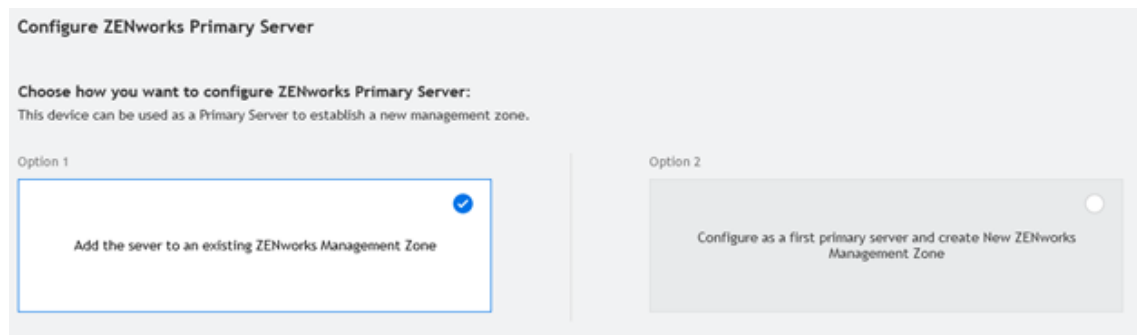 Configure ZENworks Primary Server
Choose how you want to configure ZENworks Primary Server:
This device can be used as a Primary Server to establish a new management zone.
Option 1
Add the sever to an existing ZENworks Management Zone
Option 2
Configure as a first primary server and create New ZENworks
Management Zone